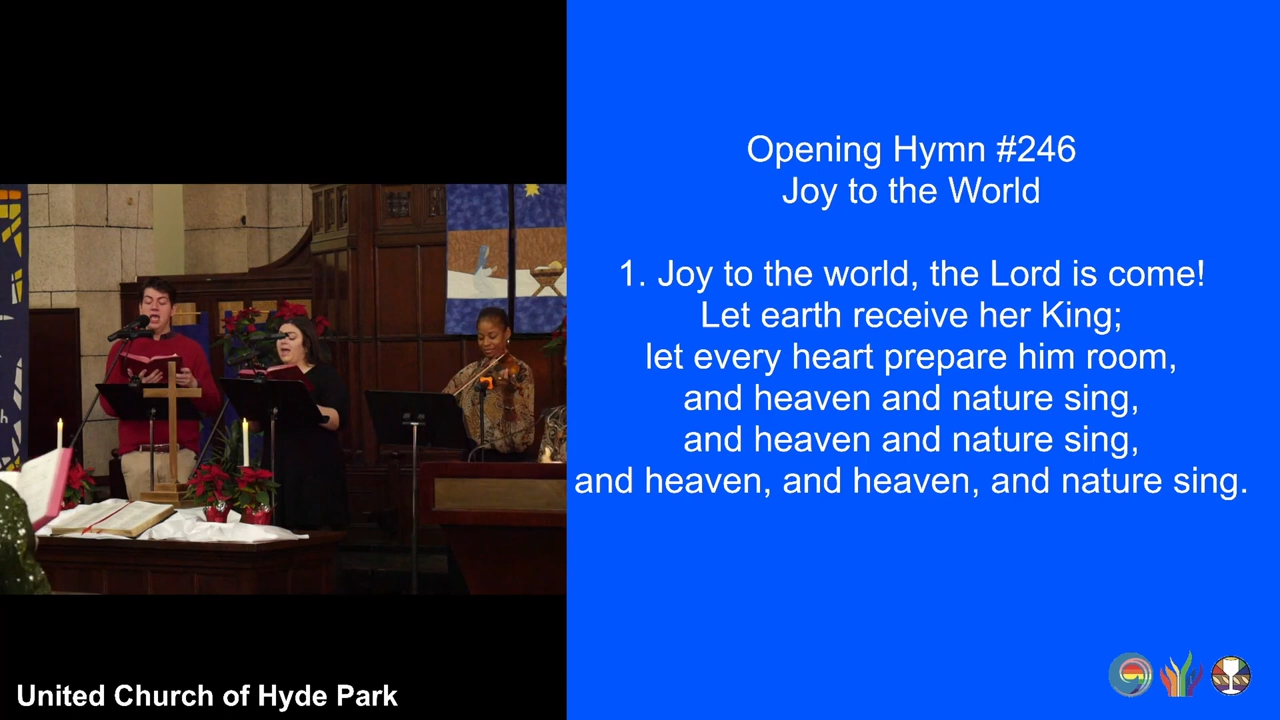 Opening Hymn #246
Joy to the World
1. Joy to the world, the Lord is come!
Let earth receive her King;
let every heart prepare him room,
and heaven and nature sing,
and heaven and nature sing,
and heaven, and heaven, and nature sing.
United Church of Hyde Park